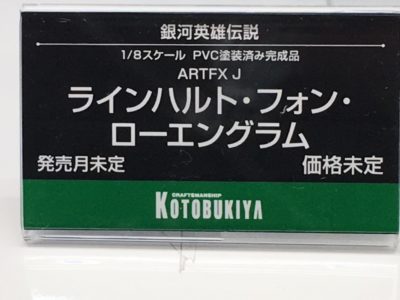 銀河英雄伝説
1/8スケール PVC塗装済み完成品
ARTFX J
ラインハルト・フォン・
ローエングラム
発売月未定 価格未定
CRAFTSMANSHIP
KOTOBUKIYA